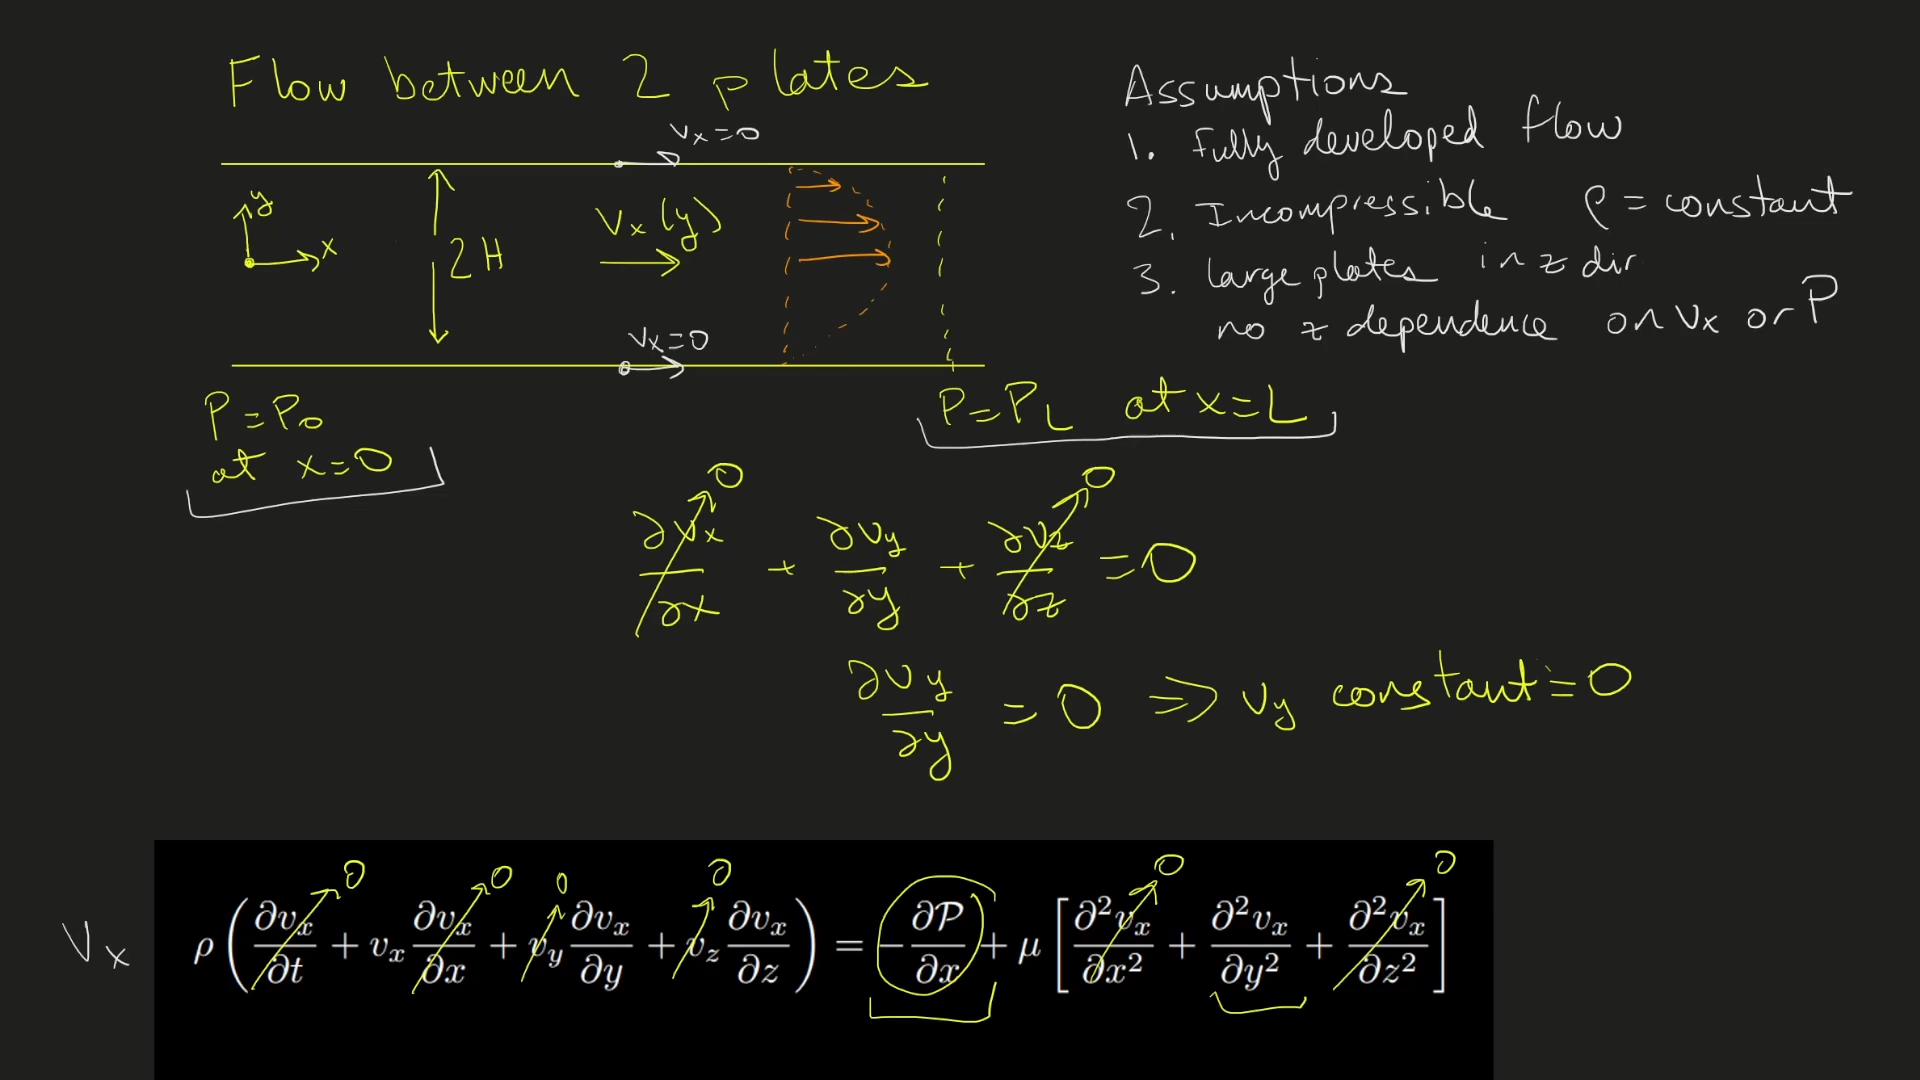 Flow between 2 plates
vx=0
y
x
2H
Vx(y)
vx=0
P=P0
at x=0
P=PL at x=L
Assumptions
1. Fully developed flow
2. Incompressible ρ = constant
3. large plates in z dir
no z dependence on Vx or P
∂vx/∂x + ∂vy/∂y + ∂vz/∂z = 0
0 0
∂vy/∂y = 0 ⇒ vy constant = 0
0 0 0 0 0 0
Vx ρ(∂vx/∂t + vx ∂vx/∂x + vy ∂vx/∂y + vz ∂vx/∂z) = -∂P/∂x + μ[∂²vx/∂x² + ∂²vx/∂y² + ∂²vx/∂z²]